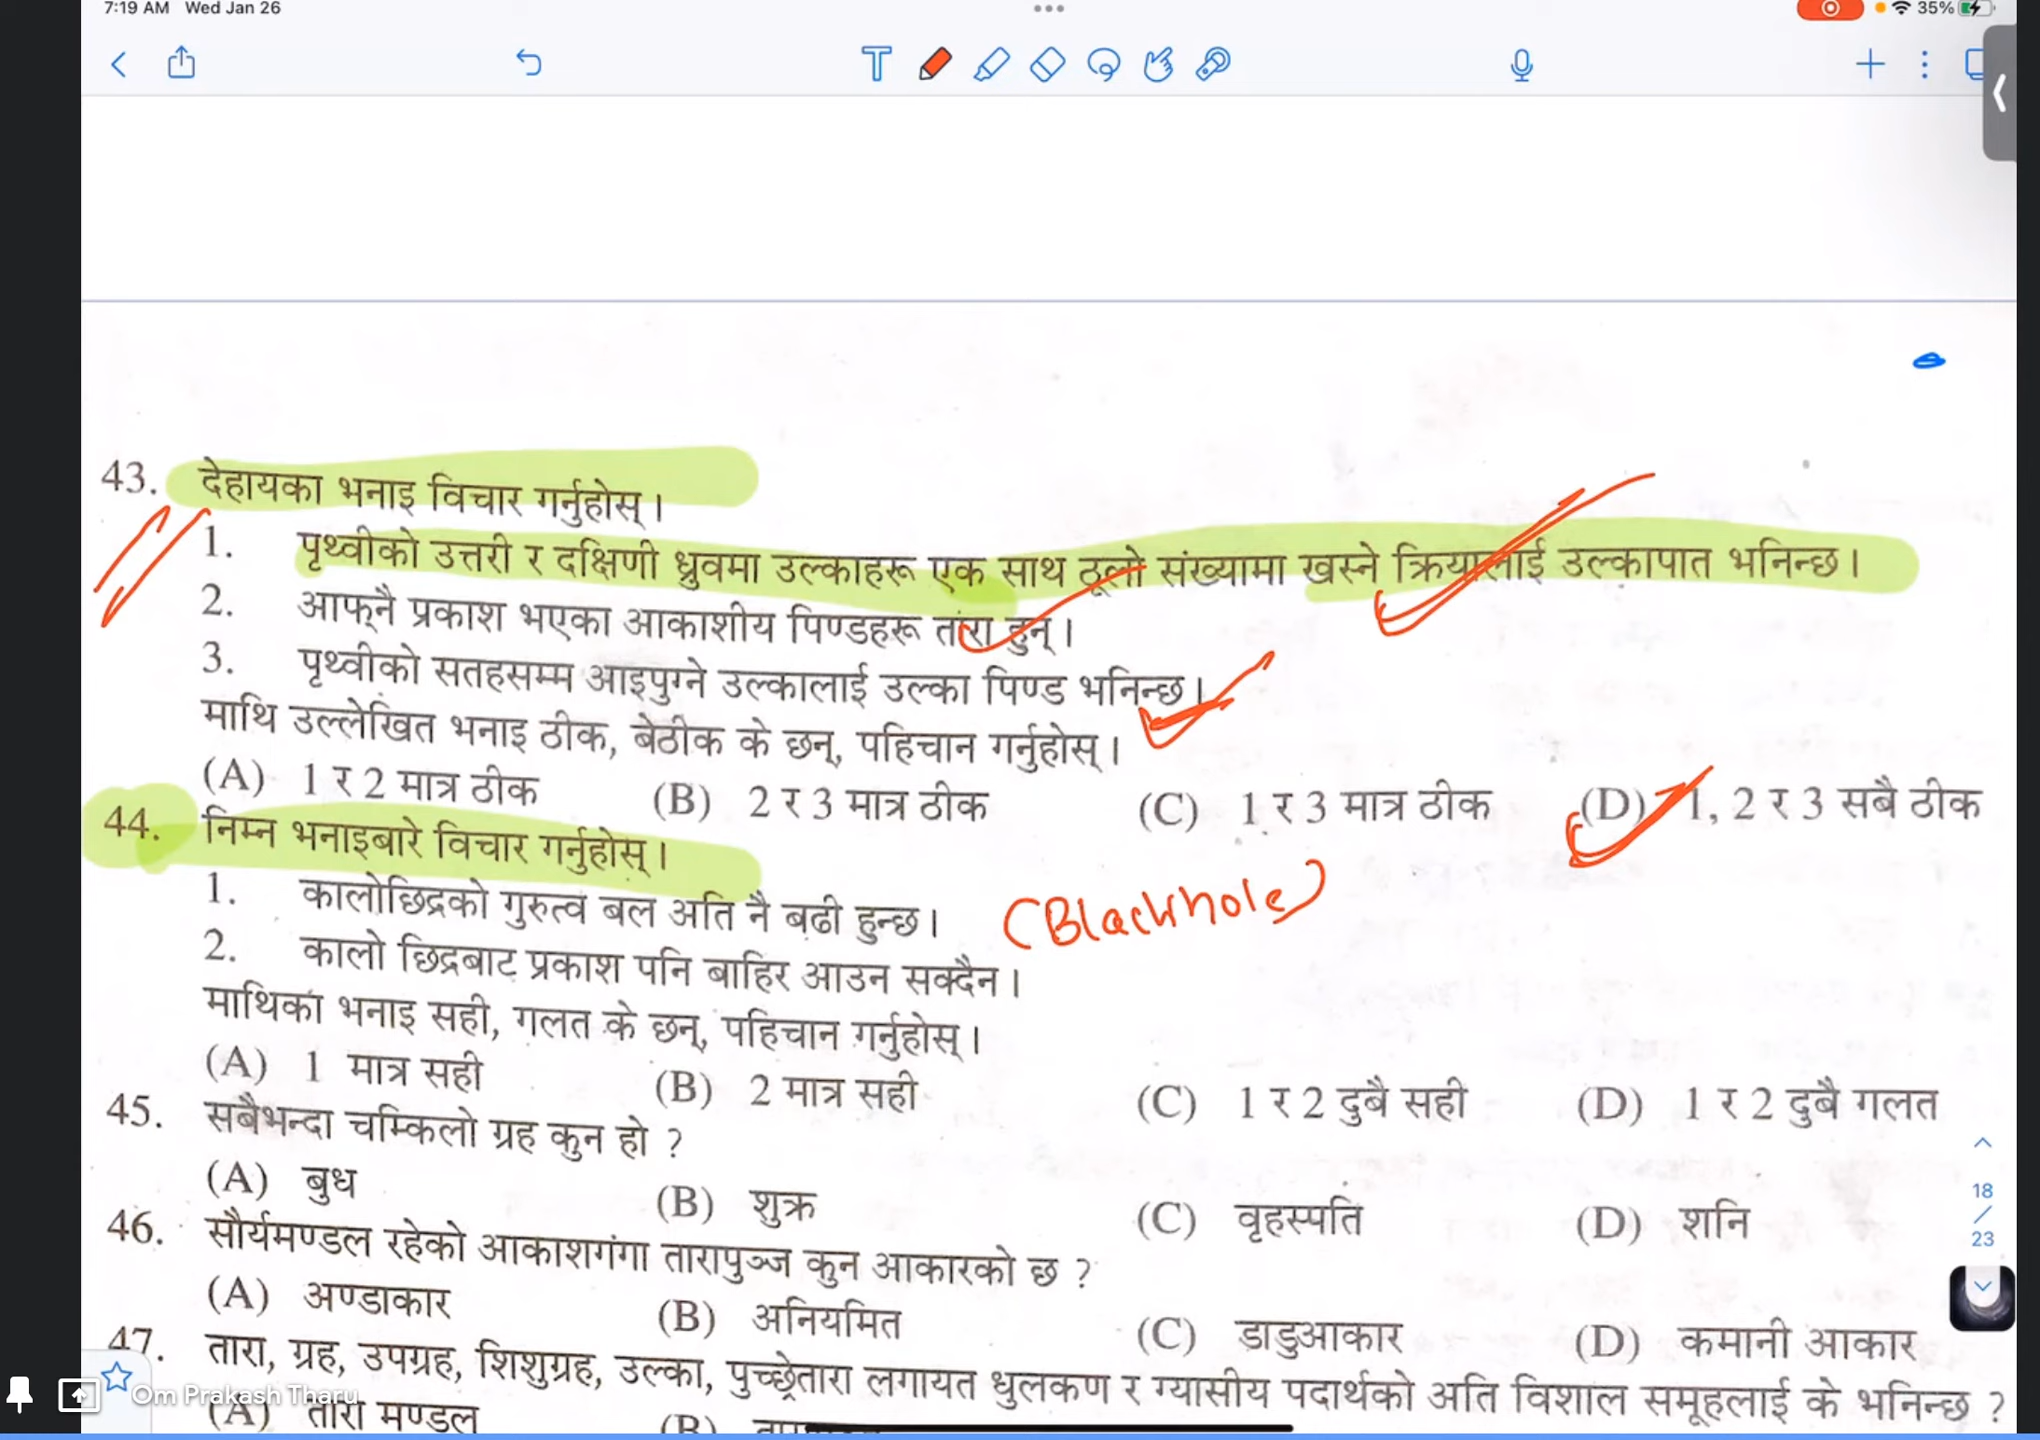 7:19 AM Wed Jan 26
35%
43. देहायका भनाइ विचार गर्नुहोस् ।
1. पृथ्वीको उत्तरी र दक्षिणी ध्रुवमा उल्काहरू एक साथ ठूलो संख्यामा खस्ने क्रियालाई उल्कापात भनिन्छ ।
2. आफ्नै प्रकाश भएका आकाशीय पिण्डहरू तारा हुन् ।
3. पृथ्वीको सतहसम्म आइपुग्ने उल्कालाई उल्का पिण्ड भनिन्छ ।
माथि उल्लेखित भनाइ ठीक, बेठीक के छन्, पहिचान गर्नुहोस् ।
(A) 1 र 2 मात्र ठीक (B) 2 र 3 मात्र ठीक (C) 1 र 3 मात्र ठीक (D) 1, 2 र 3 सबै ठीक
44. निम्न भनाइबारे विचार गर्नुहोस् ।
1. कालोछिद्रको गुरुत्व बल अति नै बढी हुन्छ । (Blackhole)
2. कालो छिद्रबाट प्रकाश पनि बाहिर आउन सक्दैन ।
माथिका भनाइ सही, गलत के छन्, पहिचान गर्नुहोस् ।
(A) 1 मात्र सही (B) 2 मात्र सही (C) 1 र 2 दुबै सही (D) 1 र 2 दुबै गलत
45. सबैभन्दा चम्किलो ग्रह कुन हो ?
(A) बुध (B) शुक्र (C) वृहस्पति (D) शनि
46. सौर्यमण्डल रहेको आकाशगंगा तारापुञ्ज कुन आकारको छ ?
(A) अण्डाकार (B) अनियमित (C) डाडुआकार (D) कमानी आकार
47. तारा, ग्रह, उपग्रह, शिशुग्रह, उल्का, पुच्छ्रेतारा लगायत धुलकण र ग्यासीय पदार्थको अति विशाल समूहलाई के भनिन्छ ?
(A) तारा मण्डल (B)
18
/
23
Om Prakash Tharu